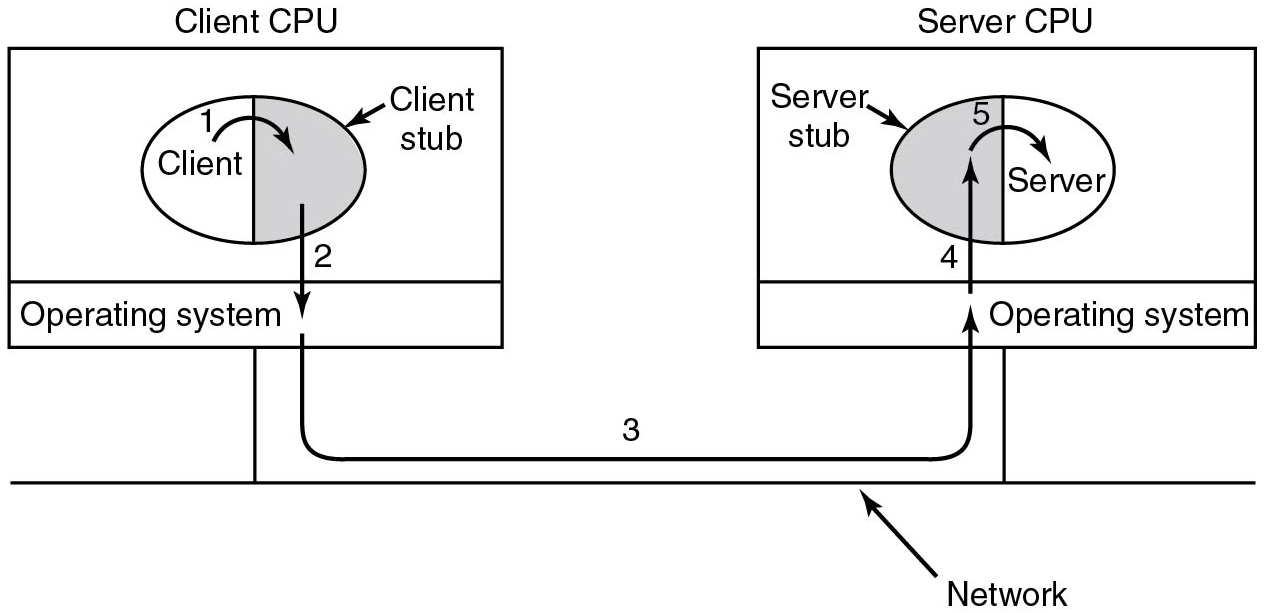 Client CPU
Server CPU
1
Client
Client
stub
2
Operating system
Server
stub
5
Server
4
Operating system
3
Network